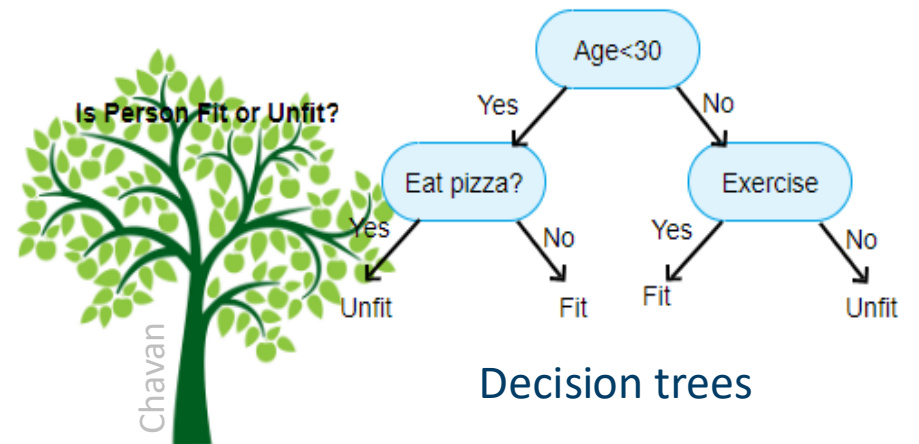 Is Person Fit or Unfit?
Age<30
Yes
No
Eat pizza?
Exercise
Yes
No
Yes
No
Unfit
Fit
Fit
Unfit
Decision trees
Chavan